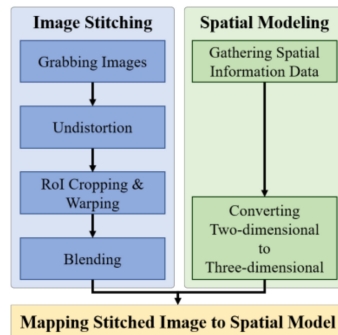 Image Stitching
Grabbing Images
Undistortion
RoI Cropping &
Warping
Blending
Spatial Modeling
Gathering Spatial
Information Data
Converting
Two-dimensional
to
Three-dimensional
Mapping Stitched Image to Spatial Model